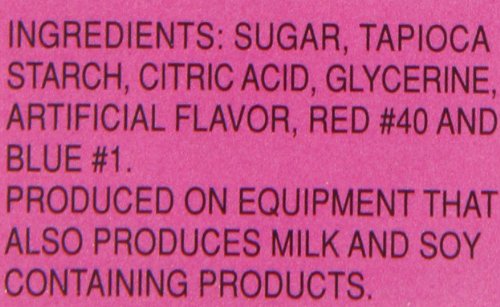 INGREDIENTS: SUGAR, TAPIOCA
STARCH, CITRIC ACID, GLYCERINE,
ARTIFICIAL FLAVOR, RED #40 AND
BLUE #1.
PRODUCED ON EQUIPMENT THAT
ALSO PRODUCES MILK AND SOY
CONTAINING PRODUCTS.